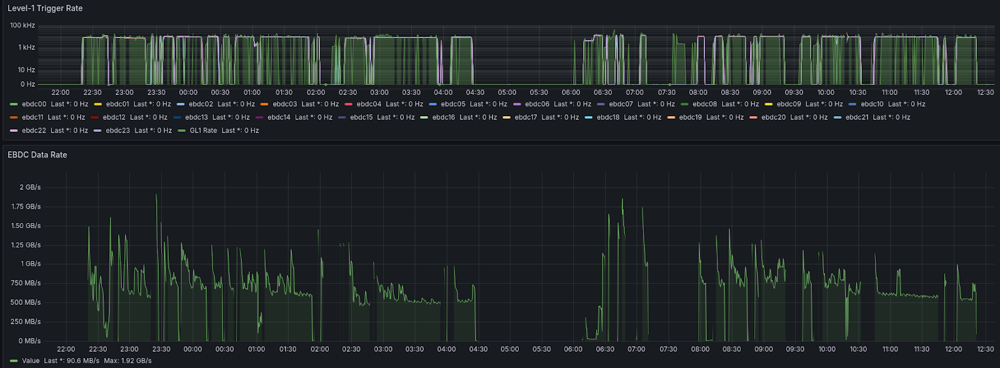 Level-1 Trigger Rate
100 kHz
1 kHz
10 Hz
0 Hz
22:00 22:30 23:00 23:30 00:00 00:30 01:00 01:30 02:00 02:30 03:00 03:30 04:00 04:30 05:00 05:30 06:00 06:30 07:00 07:30 08:00 08:30 09:00 09:30 10:00 10:30 11:00 11:30 12:00 12:30
ebdc00 Last *: 0 Hz ebdc01 Last *: 0 Hz ebdc02 Last *: 0 Hz ebdc03 Last *: 0 Hz ebdc04 Last *: 0 Hz ebdc05 Last *: 0 Hz ebdc06 Last *: 0 Hz ebdc07 Last *: 0 Hz ebdc08 Last *: 0 Hz ebdc09 Last *: 0 Hz ebdc10 Last *: 0 Hz
ebdc11 Last *: 0 Hz ebdc12 Last *: 0 Hz ebdc13 Last *: 0 Hz ebdc14 Last *: 0 Hz ebdc15 Last *: 0 Hz ebdc16 Last *: 0 Hz ebdc17 Last *: 0 Hz ebdc18 Last *: 0 Hz ebdc19 Last *: 0 Hz ebdc20 Last *: 0 Hz ebdc21 Last *: 0 Hz
ebdc22 Last *: 0 Hz ebdc23 Last *: 0 Hz GL1 Rate Last *: 0 Hz
EBDC Data Rate
2 GB/s
1.75 GB/s
1.50 GB/s
1.25 GB/s
1 GB/s
750 MB/s
500 MB/s
250 MB/s
0 MB/s
22:00 22:30 23:00 23:30 00:00 00:30 01:00 01:30 02:00 02:30 03:00 03:30 04:00 04:30 05:00 05:30 06:00 06:30 07:00 07:30 08:00 08:30 09:00 09:30 10:00 10:30 11:00 11:30 12:00 12:30
Value Last *: 90.6 MB/s Max: 1.92 GB/s